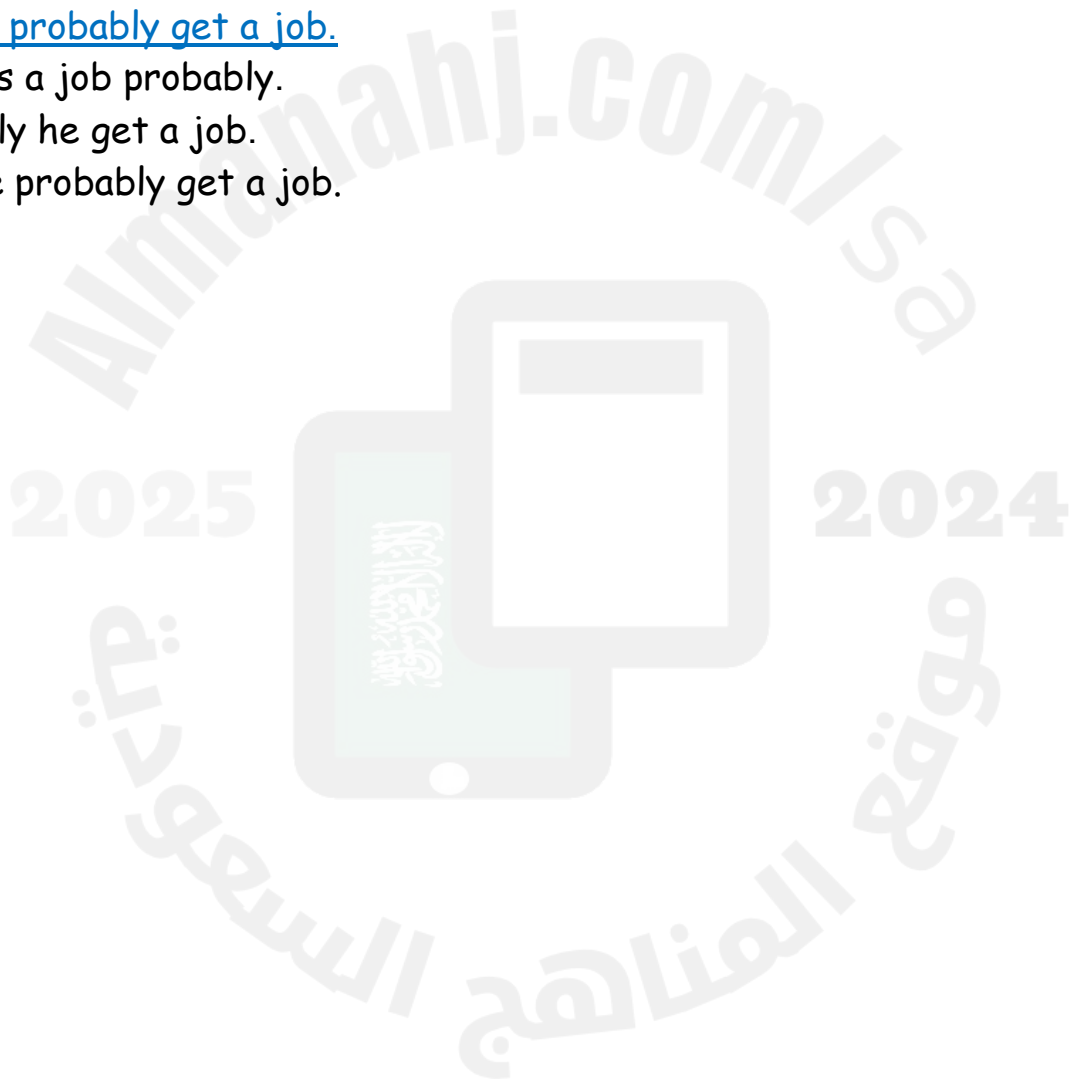 probably get a job.
s a job probably.
ly he get a job.
e probably get a job.
Almanahj.com/sa
2025
2024
موقع المناهج السعودية